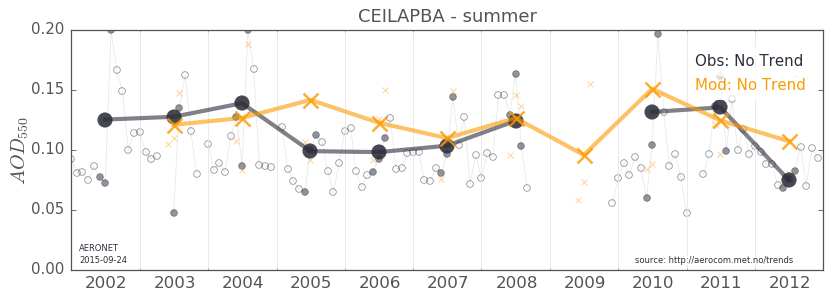 CEILAPBA - summer
0.20
0.15
0.10
0.05
0.00
AOD550
Obs: No Trend
Mod: No Trend
AERONET
2015-09-24
source: http://aerocom.met.no/trends
2002 2003 2004 2005 2006 2007 2008 2009 2010 2011 2012